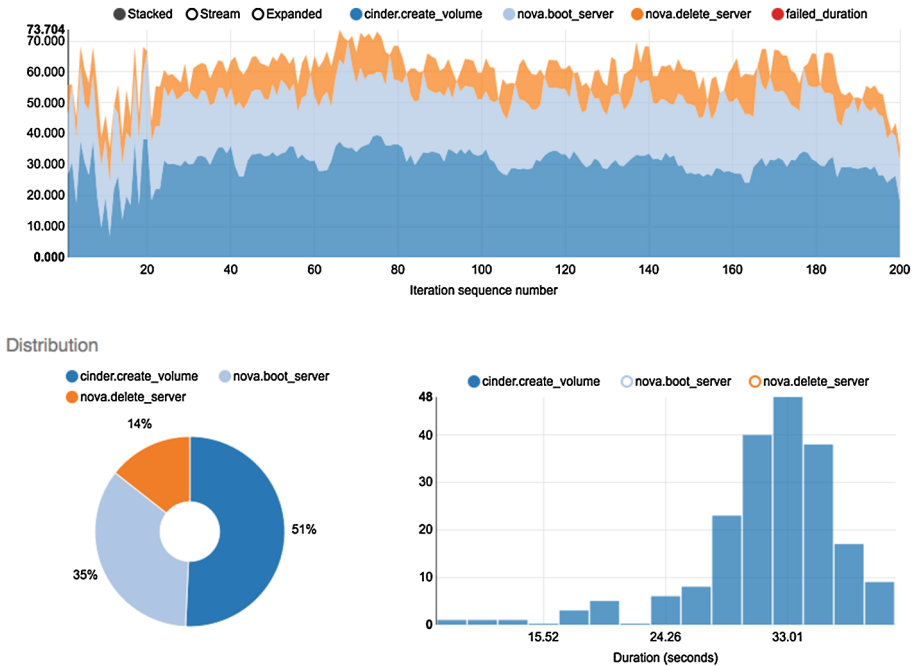 Stacked Stream Expanded cinder.create_volume nova.boot_server nova.delete_server failed_duration
73.704
70.000
60.000
50.000
40.000
30.000
20.000
10.000
0.000
20 40 60 80 100 120 140 160 180 200
Iteration sequence number
Distribution
cinder.create_volume nova.boot_server
nova.delete_server
14%
51%
35%
cinder.create_volume nova.boot_server nova.delete_server
48
40
30
20
10
0
15.52 24.26 33.01
Duration (seconds)